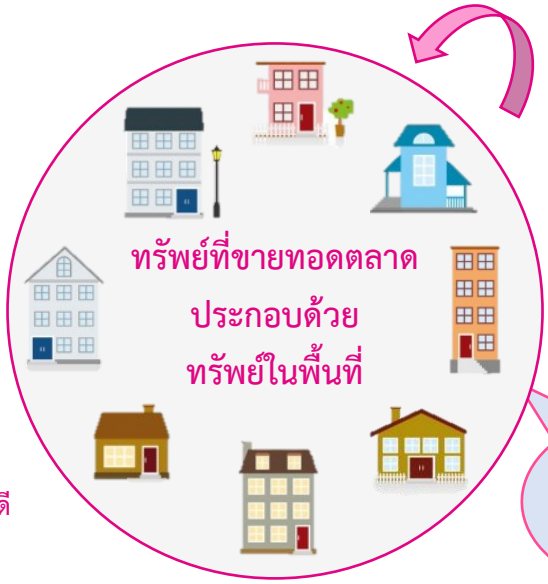 ทรัพย์ที่ขายทอดตลาด
ประกอบด้วย
ทรัพย์ในพื้นที่